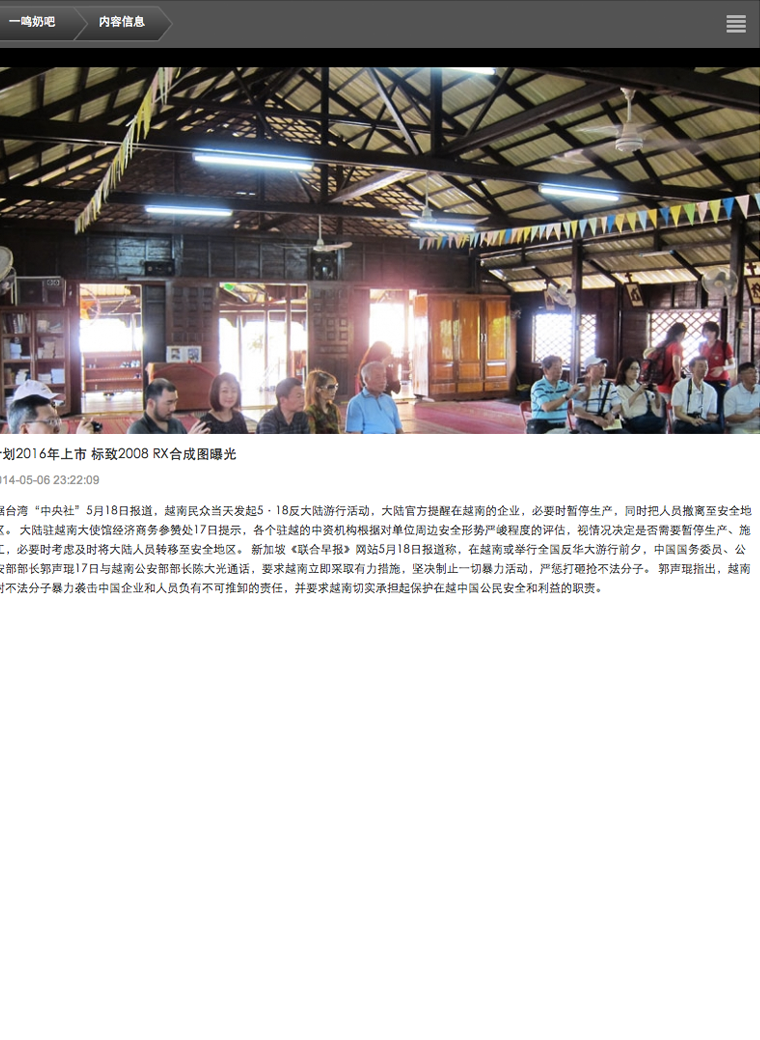 一鸣奶吧 内容信息
划2016年上市 标致2008 RX合成图曝光
014-05-06 23:22:09
据台湾“中央社”5月18日报道，越南民众当天发起5·18反大陆游行活动，大陆官方提醒在越南的企业，必要时暂停生产，同时把人员撤离至安全地
区。 大陆驻越南大使馆经济商务参赞处17日提示，各个驻越的中资机构根据对单位周边安全形势严峻程度的评估，视情况决定是否需要暂停生产、施
工，必要时考虑及时将大陆人员转移至安全地区。 新加坡《联合早报》网站5月18日报道称，在越南或举行全国反华大游行前夕，中国国务委员、公
安部部长郭声琨17日与越南公安部部长陈大光通话，要求越南立即采取有力措施，坚决制止一切暴力活动，严惩打砸抢不法分子。 郭声琨指出，越南
对不法分子暴力袭击中国企业和人员负有不可推卸的责任，并要求越南切实承担起保护在越中国公民安全和利益的职责。